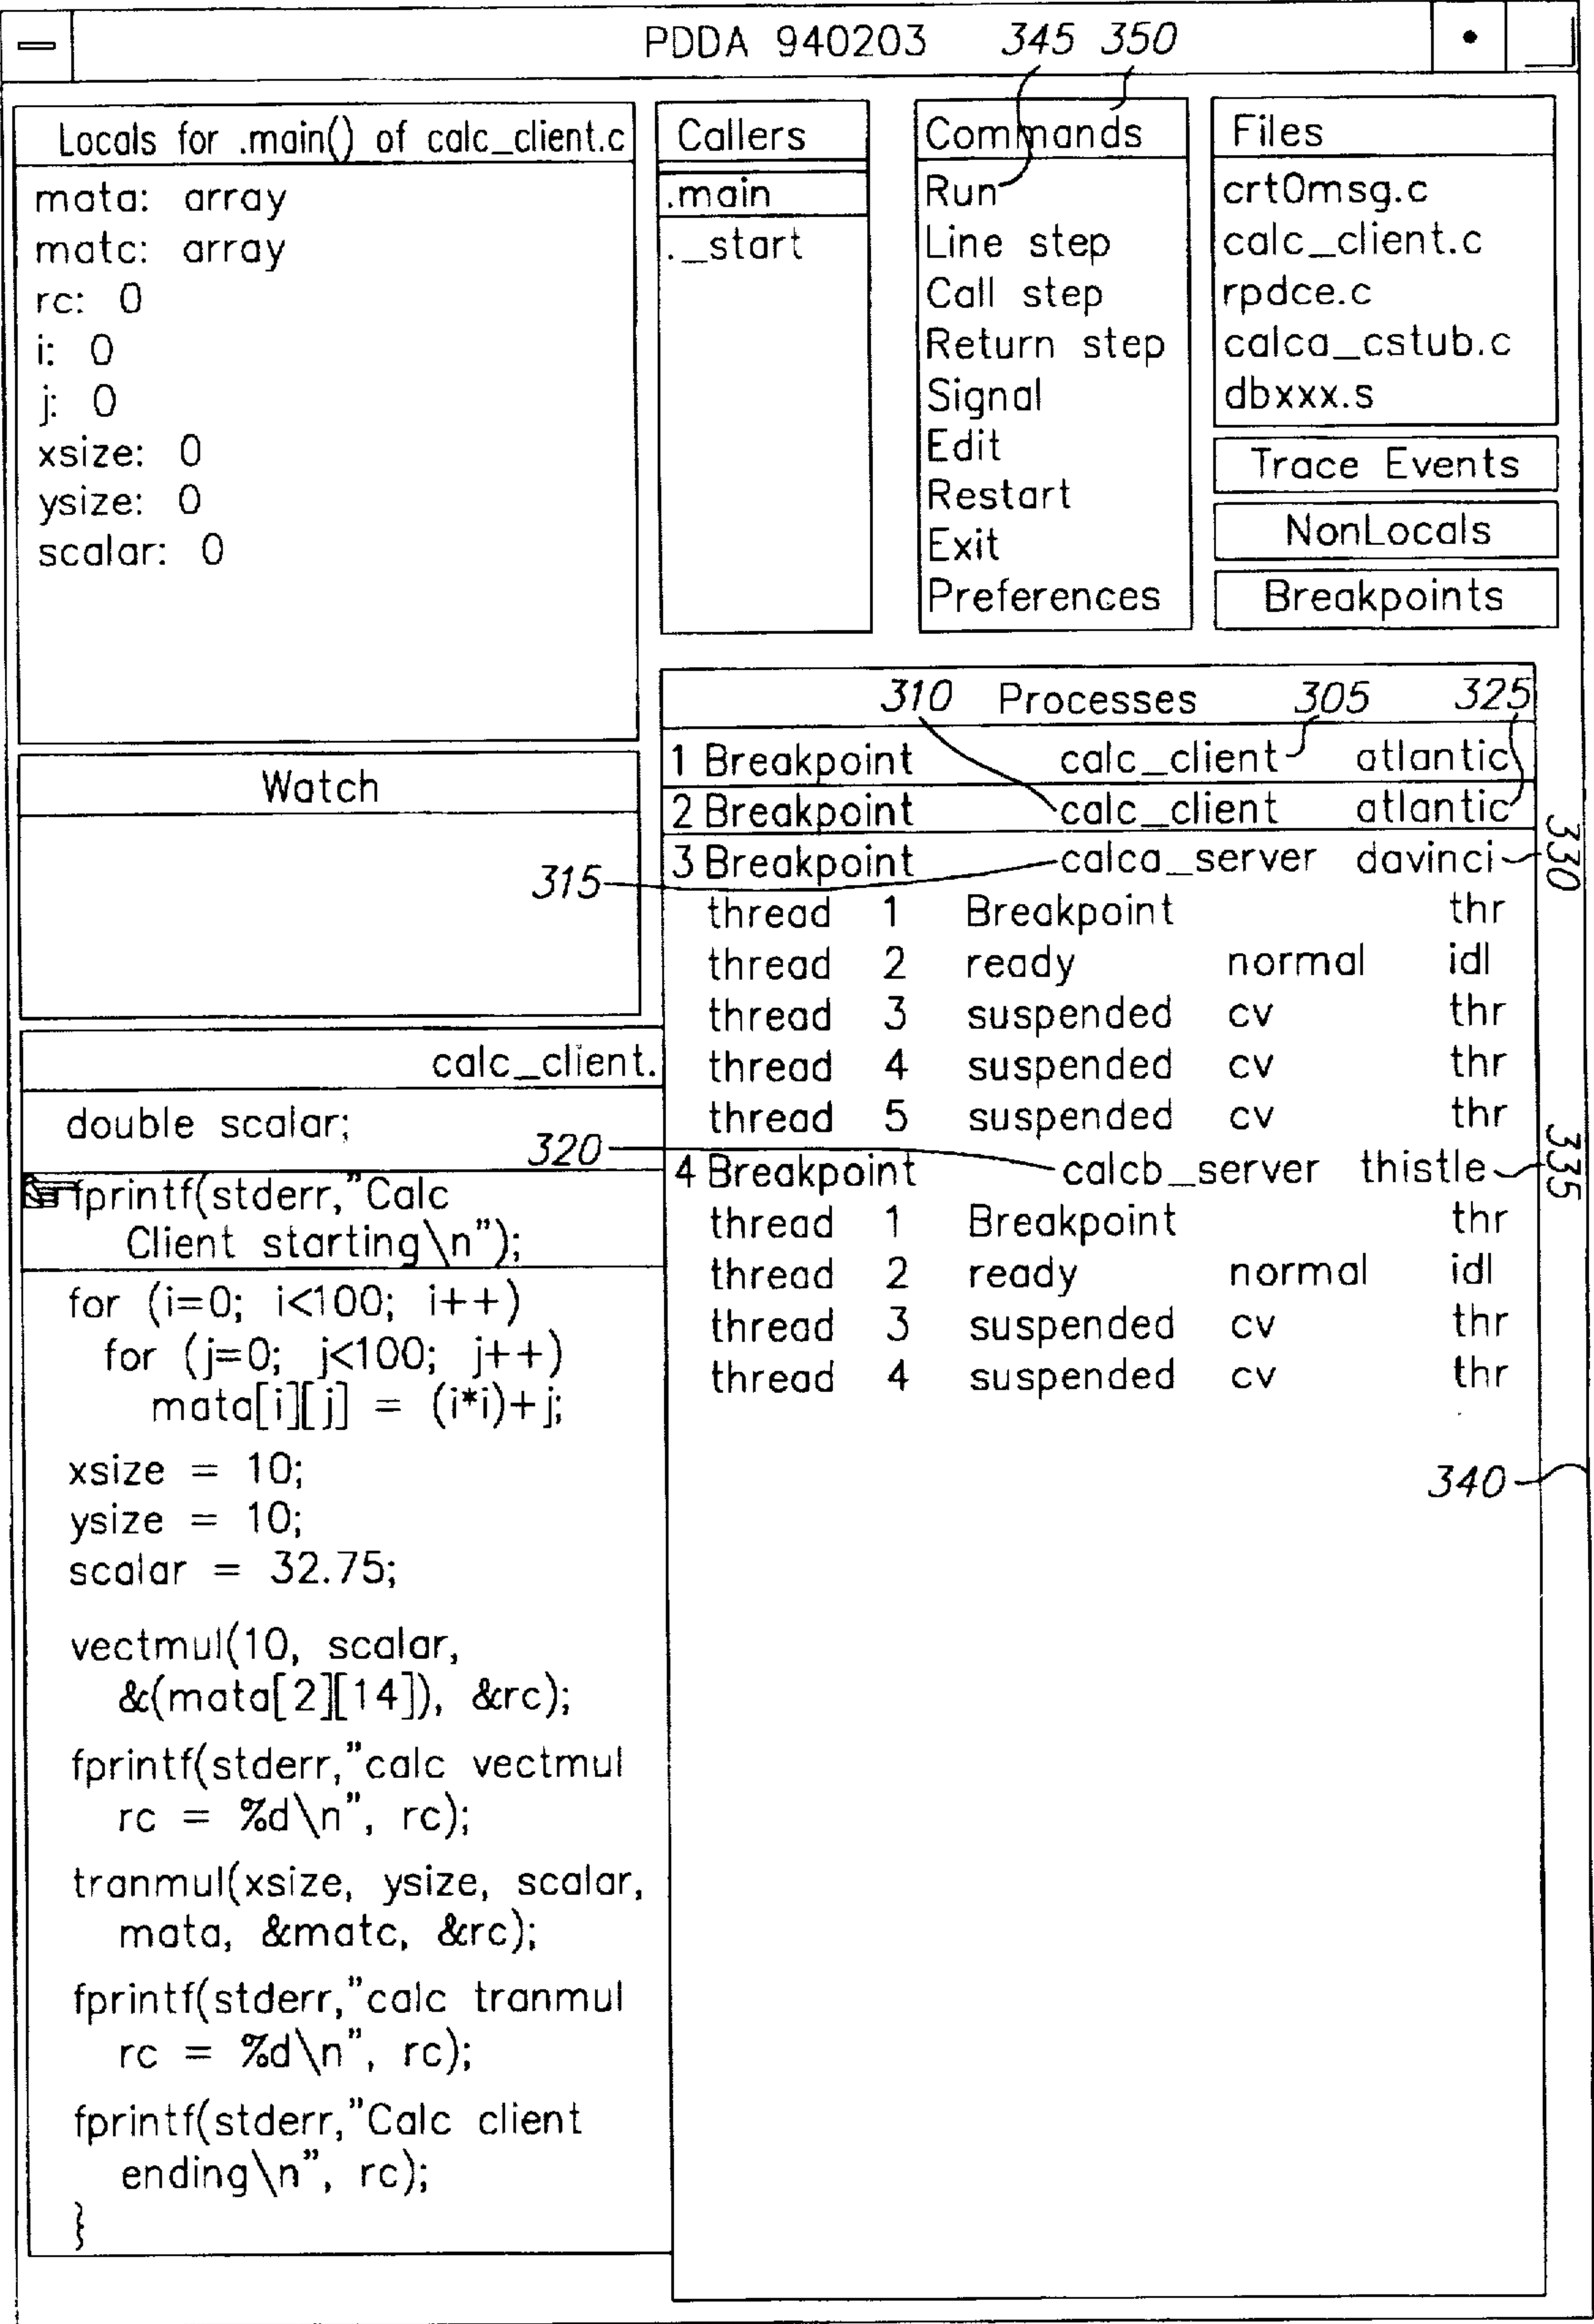 PDDA 940203 345 350
Locals for .main() of calc_client.c
mata: array
matc: array
rc: 0
i: 0
j: 0
xsize: 0
ysize: 0
scalar: 0
Callers
.main
._start
Commands
Run
Line step
Call step
Return step
Signal
Edit
Restart
Exit
Preferences
Files
crt0msg.c
calc_client.c
rpdce.c
calca_cstub.c
dbxxx.s
Trace Events
NonLocals
Breakpoints
Watch
310 Processes 305 325
1 Breakpoint calc_client atlantic
2 Breakpoint calc_client atlantic
315 3 Breakpoint calca_server davinci 330
thread 1 Breakpoint thr
thread 2 ready normal idl
thread 3 suspended cv thr
thread 4 suspended cv thr
thread 5 suspended cv thr
320 4 Breakpoint calcb_server thistle 335
thread 1 Breakpoint thr
thread 2 ready normal idl
thread 3 suspended cv thr
thread 4 suspended cv thr
340
calc_client.
double scalar;
fprintf(stderr,"Calc
Client starting\n");
for (i=0; i<100; i++)
for (j=0; j<100; j++)
mata[i][j] = (i*i)+j;
xsize = 10;
ysize = 10;
scalar = 32.75;
vectmul(10, scalar,
&(mata[2][14]), &rc);
fprintf(stderr,"calc vectmul
rc = %d\n", rc);
tranmul(xsize, ysize, scalar,
mata, &matc, &rc);
fprintf(stderr,"calc tranmul
rc = %d\n", rc);
fprintf(stderr,"Calc client
ending\n", rc);
}